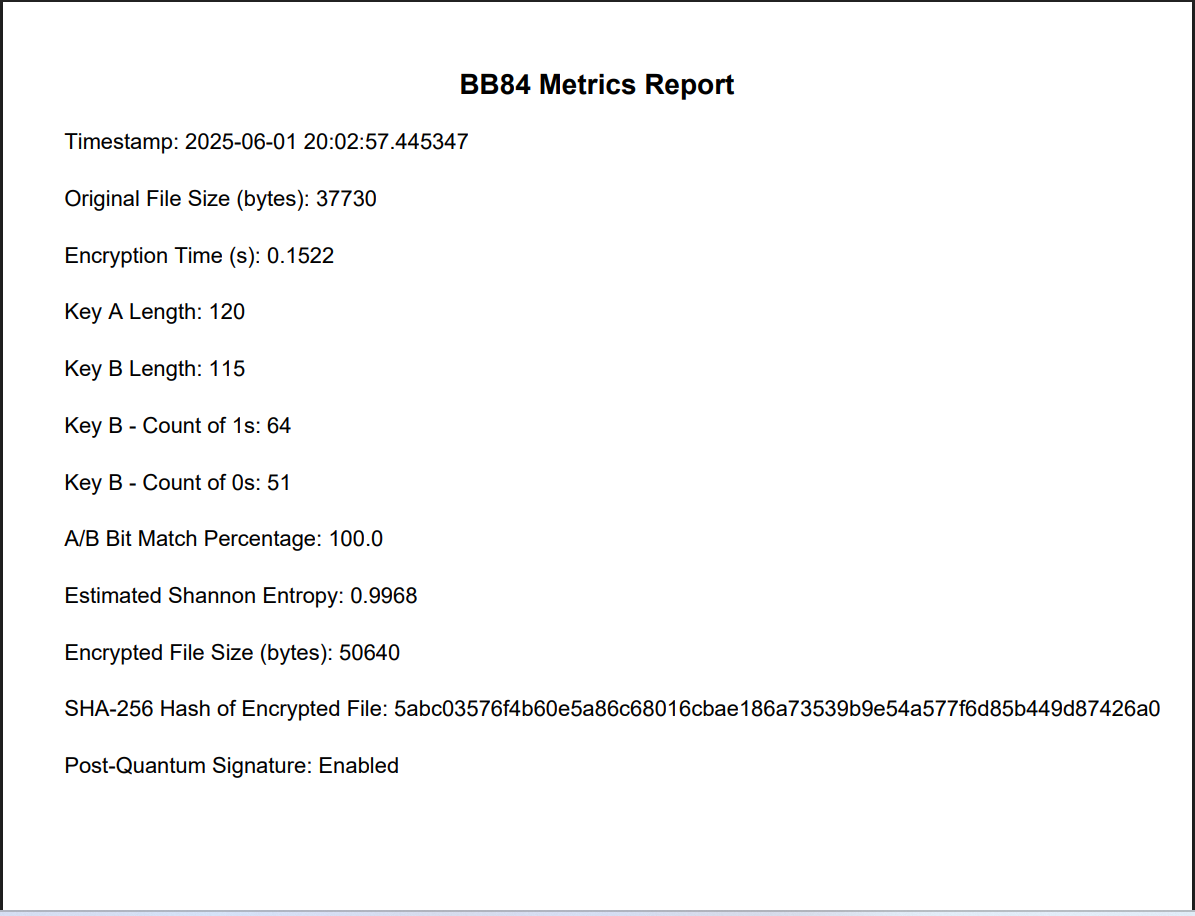 BB84 Metrics Report
Timestamp: 2025-06-01 20:02:57.445347
Original File Size (bytes): 37730
Encryption Time (s): 0.1522
Key A Length: 120
Key B Length: 115
Key B - Count of 1s: 64
Key B - Count of 0s: 51
A/B Bit Match Percentage: 100.0
Estimated Shannon Entropy: 0.9968
Encrypted File Size (bytes): 50640
SHA-256 Hash of Encrypted File: 5abc03576f4b60e5a86c68016cbae186a73539b9e54a577f6d85b449d87426a0
Post-Quantum Signature: Enabled